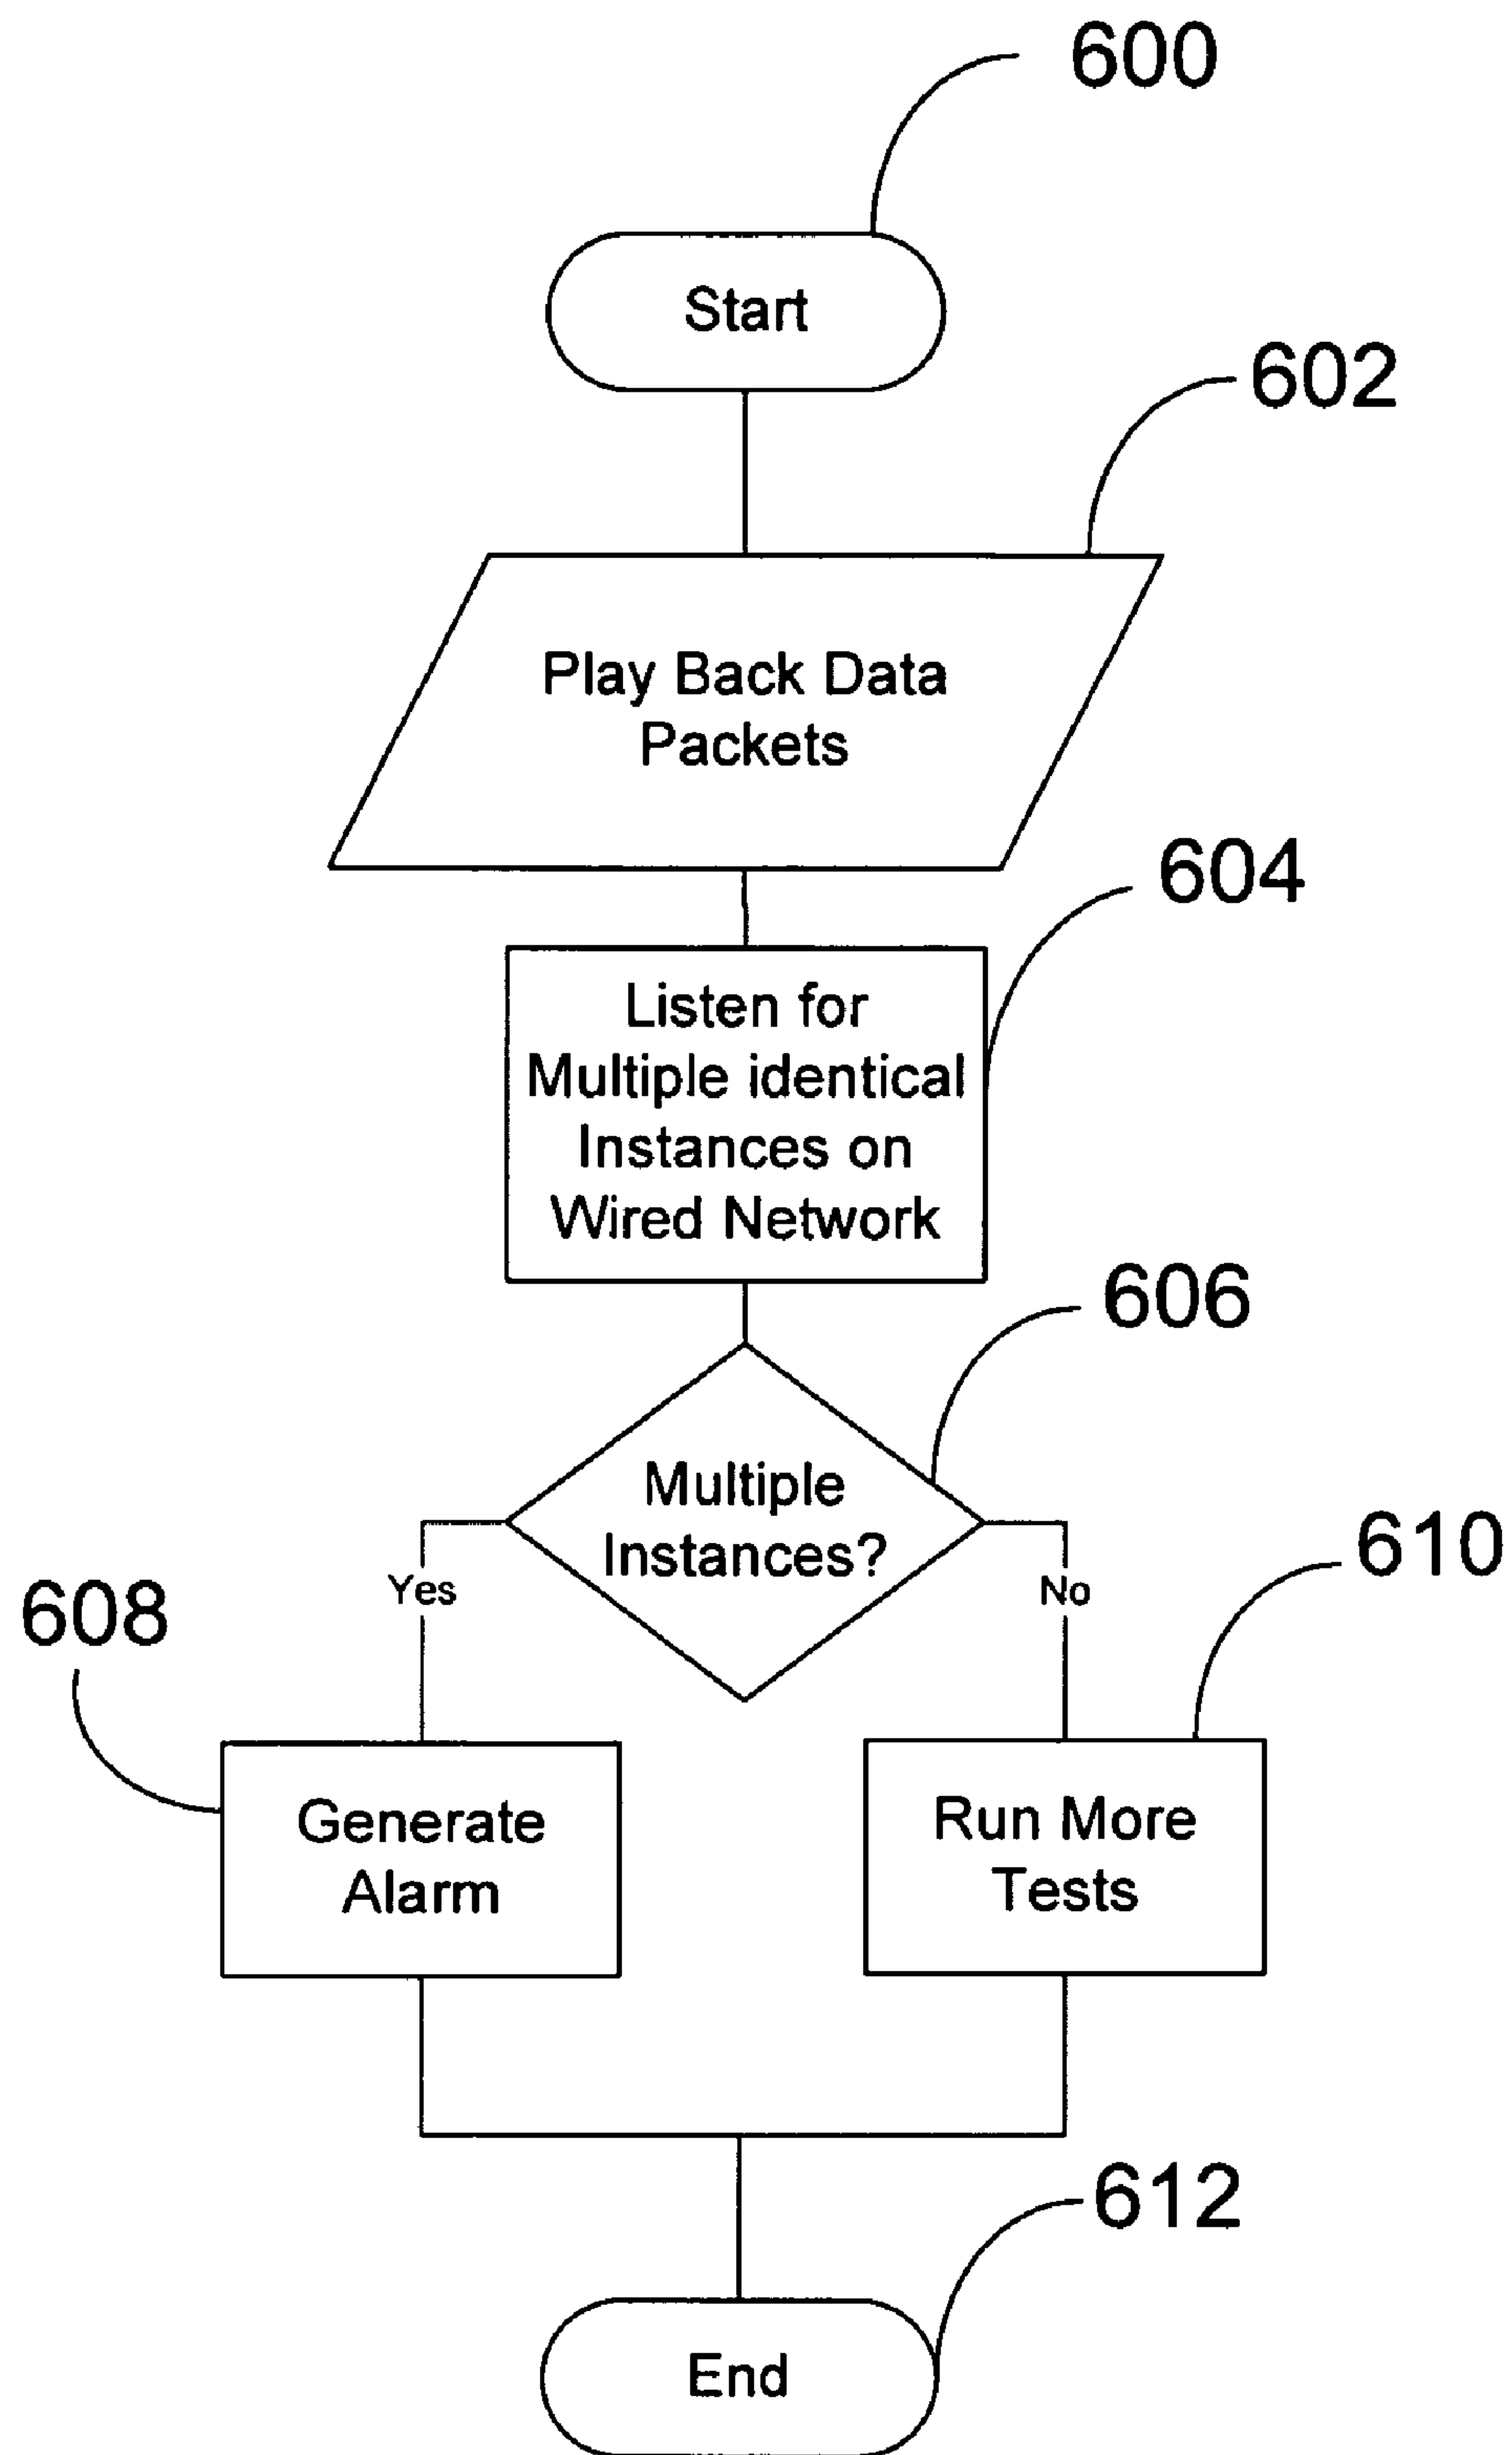 600
Start
602
Play Back Data
Packets
604
Listen for
Multiple identical
Instances on
Wired Network
606
Multiple
Instances?
610
Yes
No
608
Generate
Alarm
Run More
Tests
612
End